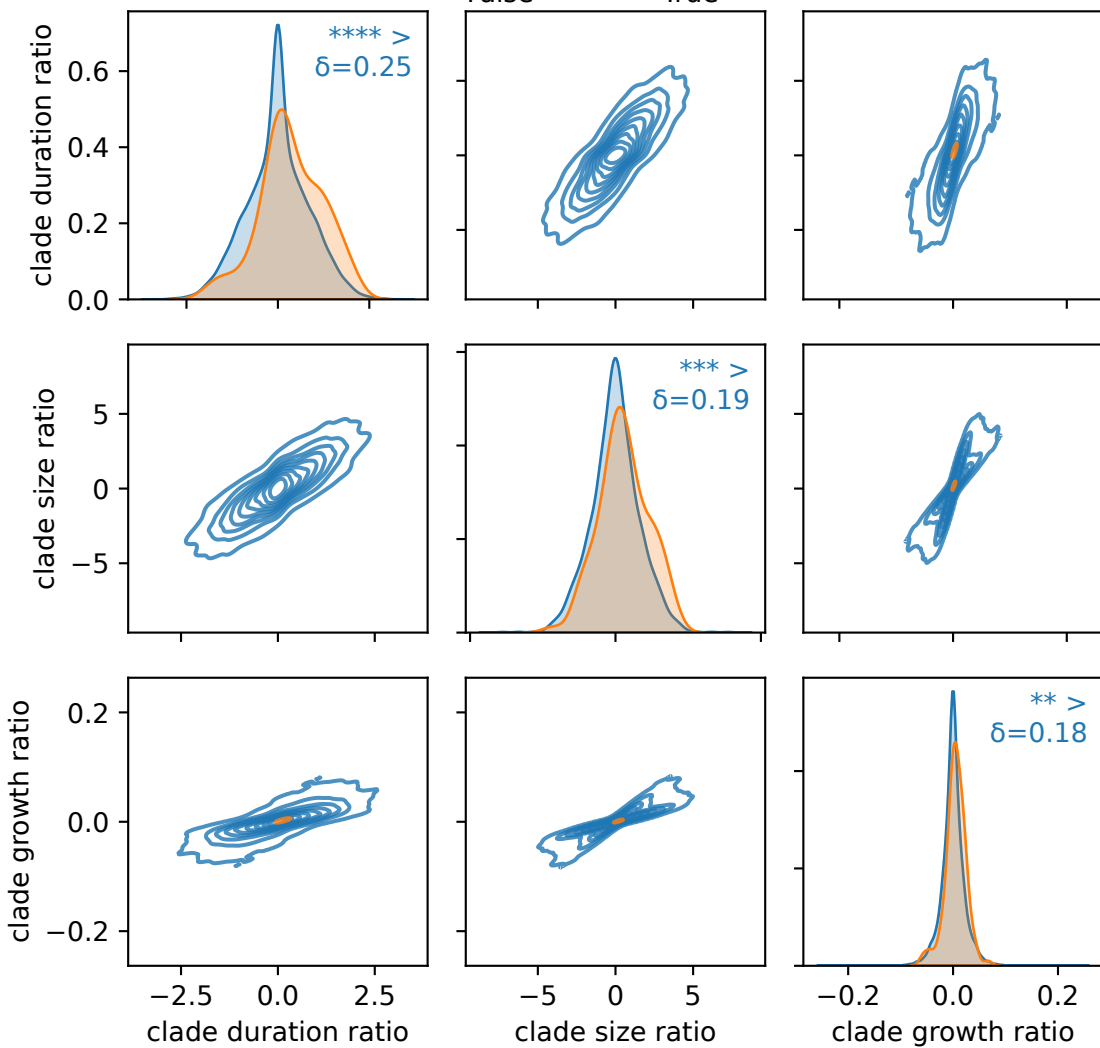 clade duration ratio
0.6
0.4
0.2
0.0
**** >
δ=0.25
clade size ratio
5
0
−5
*** >
δ=0.19
clade growth ratio
0.2
0.0
−0.2
** >
δ=0.18
−2.5 0.0 2.5
−5 0 5
−0.2 0.0 0.2
clade duration ratio
clade size ratio
clade growth ratio